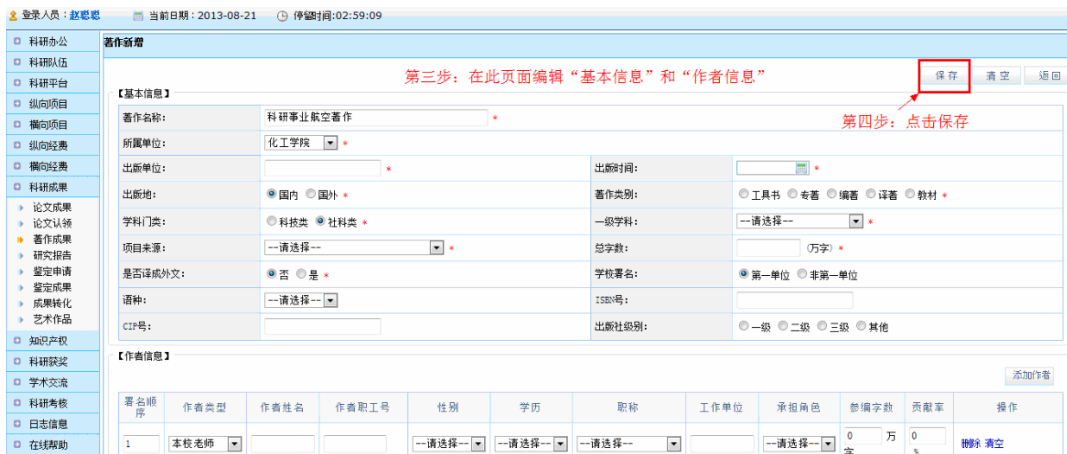 登录人员：赵聪聪 当前日期：2013-08-21 停留时间:02:59:09
科研办公
科研队伍
科研平台
纵向项目
横向项目
纵向经费
横向经费
科研成果
论文成果
论文认领
著作成果
研究报告
鉴定申请
鉴定成果
成果转化
艺术作品
知识产权
科研获奖
学术交流
科研考核
日志信息
在线帮助
著作新增
第三步：在此页面编辑“基本信息”和“作者信息”
保存 清空 返回
第四步：点击保存
【基本信息】
著作名称： 科研事业航空著作 *
所属单位： 化工学院 *
出版单位： * 出版时间： *
出版地： 国内 国外 * 著作类别： 工具书 专著 编著 译著 教材 *
学科门类： 科技类 社科类 * 一级学科： --请选择-- *
项目来源： --请选择-- * 总字数： (万字) *
是否译成外文： 否 是 * 学校署名： 第一单位 非第一单位
语种： --请选择-- ISBN号：
CIP号： 出版社级别： 一级 二级 三级 其他
【作者信息】
添加作者
署名顺序 作者类型 作者姓名 作者职工号 性别 学历 职称 工作单位 承担角色 参编字数 贡献率 操作
1 本校老师 --请选择-- --请选择-- --请选择-- --请选择-- 0 万字 0 % 删除 清空